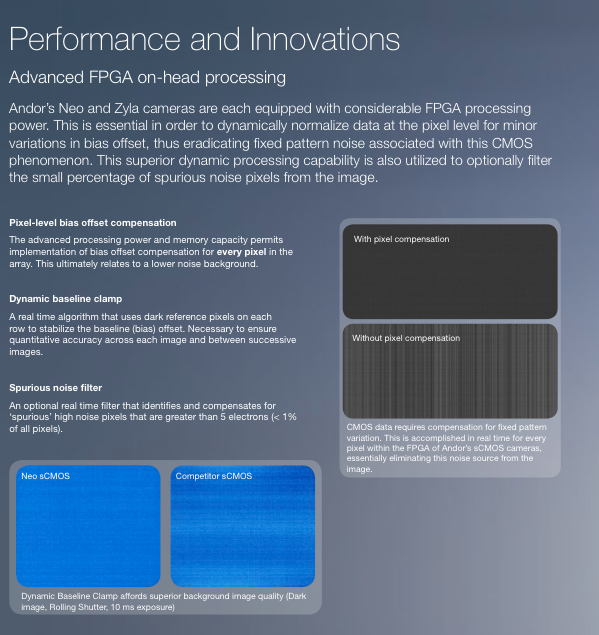 Performance and Innovations
Advanced FPGA on-head processing
Andor's Neo and Zyla cameras are each equipped with considerable FPGA processing
power. This is essential in order to dynamically normalize data at the pixel level for minor
variations in bias offset, thus eradicating fixed pattern noise associated with this CMOS
phenomenon. This superior dynamic processing capability is also utilized to optionally filter
the small percentage of spurious noise pixels from the image.
Pixel-level bias offset compensation
The advanced processing power and memory capacity permits
implementation of bias offset compensation for every pixel in the
array. This ultimately relates to a lower noise background.
Dynamic baseline clamp
A real time algorithm that uses dark reference pixels on each
row to stabilize the baseline (bias) offset. Necessary to ensure
quantitative accuracy across each image and between successive
images.
Spurious noise filter
An optional real time filter that identifies and compensates for
'spurious' high noise pixels that are greater than 5 electrons (< 1%
of all pixels).
With pixel compensation
Without pixel compensation
CMOS data requires compensation for fixed pattern
variation. This is accomplished in real time for every
pixel within the FPGA of Andor's sCMOS cameras,
essentially eliminating this noise source from the
image.
Neo sCMOS
Competitor sCMOS
Dynamic Baseline Clamp affords superior background image quality (Dark
image, Rolling Shutter, 10 ms exposure)